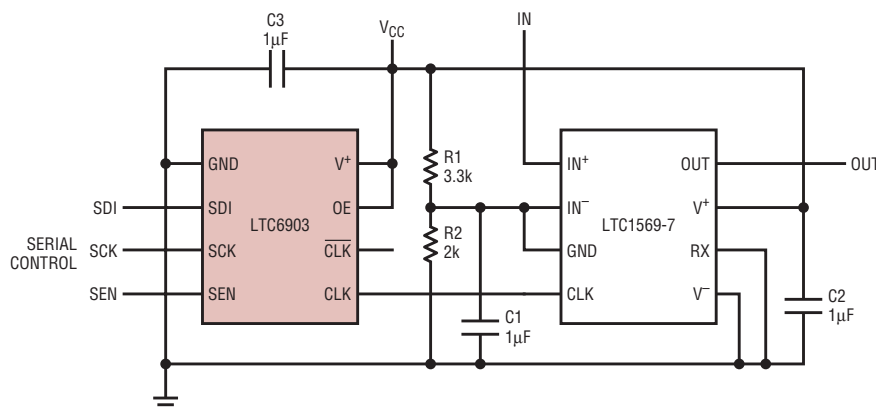 C3
1µF
VCC
IN
GND
SDI
SCK
SEN
LTC6903
V+
OE
CLK
CLK
SDI
SERIAL
CONTROL
SCK
SEN
R1
3.3k
R2
2k
C1
1µF
IN+
IN−
GND
CLK
LTC1569-7
OUT
V+
RX
V−
OUT
C2
1µF